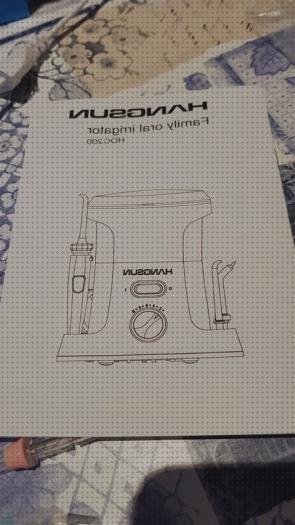 HANGSUN
Family oral irrigator
HOC200
HANGSUN